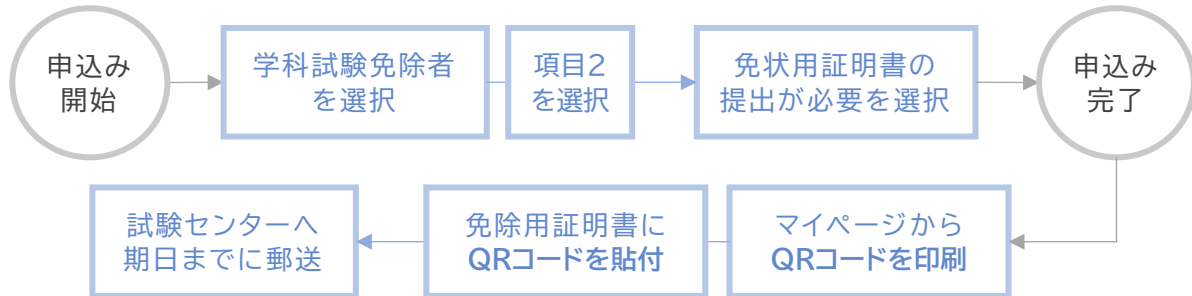 申込み
開始
学科試験免除者
を選択
項目2
を選択
免状用証明書の
提出が必要を選択
申込み
完了
マイページから
QRコードを印刷
免除用証明書に
QRコードを貼付
試験センターへ
期日までに郵送